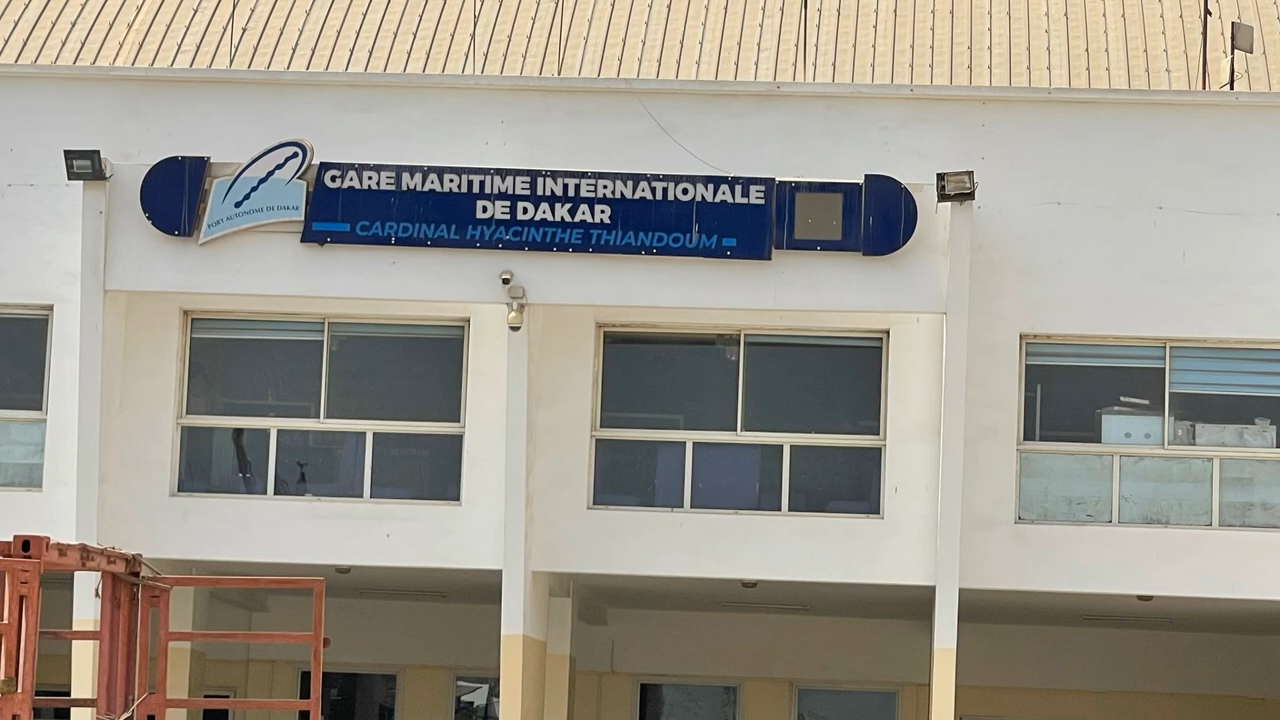 PORT AUTONOME DE DAKAR
GARE MARITIME INTERNATIONALE
DE DAKAR
CARDINAL HYACINTHE THIANDOUM